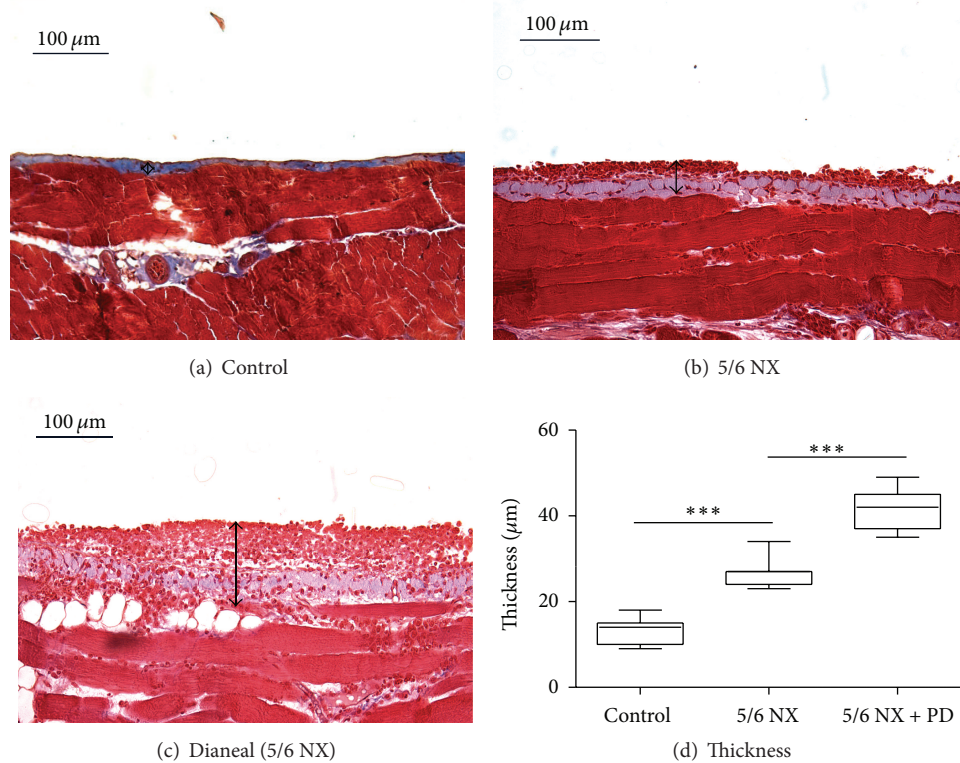 100 μm
100 μm
(a) Control
(b) 5/6 NX
100 μm
(c) Dianeal (5/6 NX)
60
40
20
0
Thickness (μm)
***
***
Control
5/6 NX
5/6 NX + PD
(d) Thickness